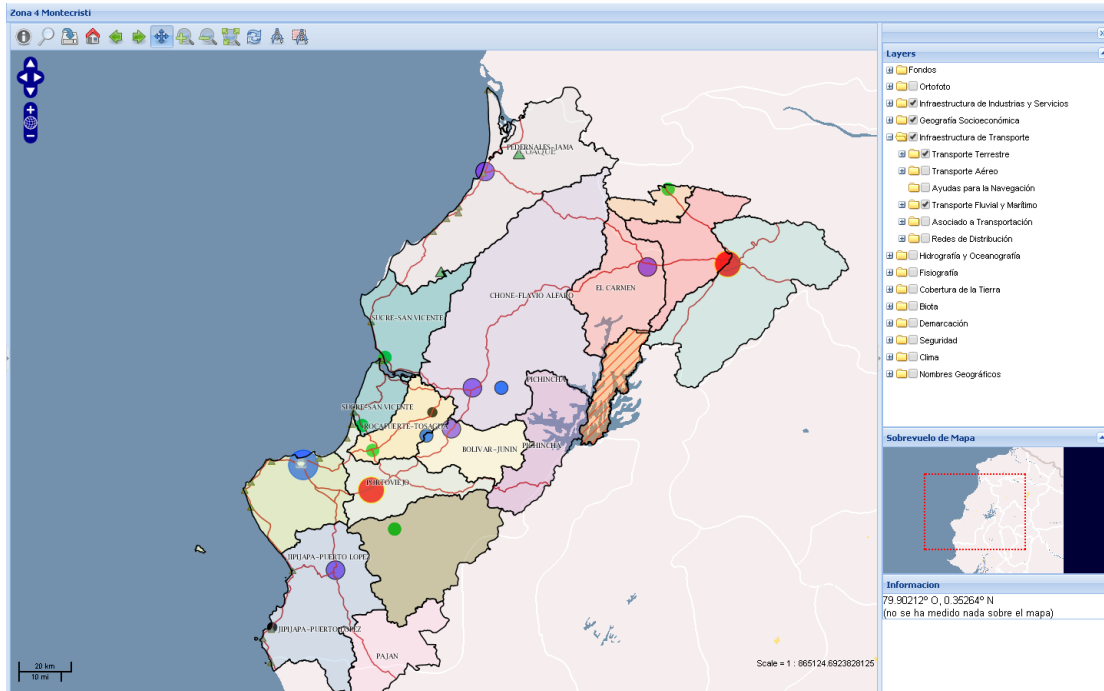 Zona 4 Montecristi
Layers
Fondos
Ortofoto
Infraestructura de Industrias y Servicios
Geografía Socioeconómica
Infraestructura de Transporte
Transporte Terrestre
Transporte Aéreo
Ayudas para la Navegación
Transporte Fluvial y Marítimo
Asociado a Transportación
Redes de Distribución
Hidrografía y Oceanografía
Fisiografía
Cobertura de la Tierra
Biota
Demarcación
Seguridad
Clima
Nombres Geográficos
PEDERNALES-JAMA
CHONE-FLAVIO ALFARO
EL CARMEN
SUCRE-SAN VICENTE
PICHINCHA
SUCRE-SAN VICENTE
PICHINCHA
BOLIVAR-JUNIN
PORTOVIEJO
JIPIJAPA-PUERTO LOPEZ
JIPIJAPA-PUERTO LOPEZ
PAJAN
20 km
10 mi
Scale = 1 : 865124.6923828125
Sobrevuelo de Mapa
Informacion
79.90212º O, 0.35264º N
(no se ha medido nada sobre el mapa)